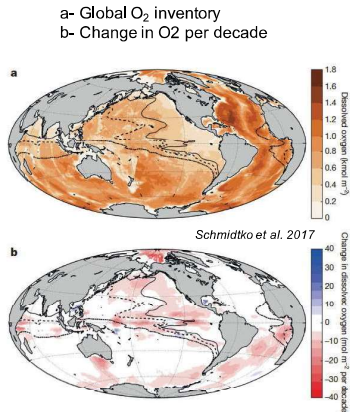 a- Global O₂ inventory
b- Change in O2 per decade
a
1.8
1.6
1.4
1.2
1.0
0.8
0.6
0.4
0.2
0
Dissolved oxygen (kmol m⁻²)
Schmidtko et al. 2017
b
40
30
20
10
0
-10
-20
-30
-40
Change in dissolved oxygen (mol m⁻² per decade)